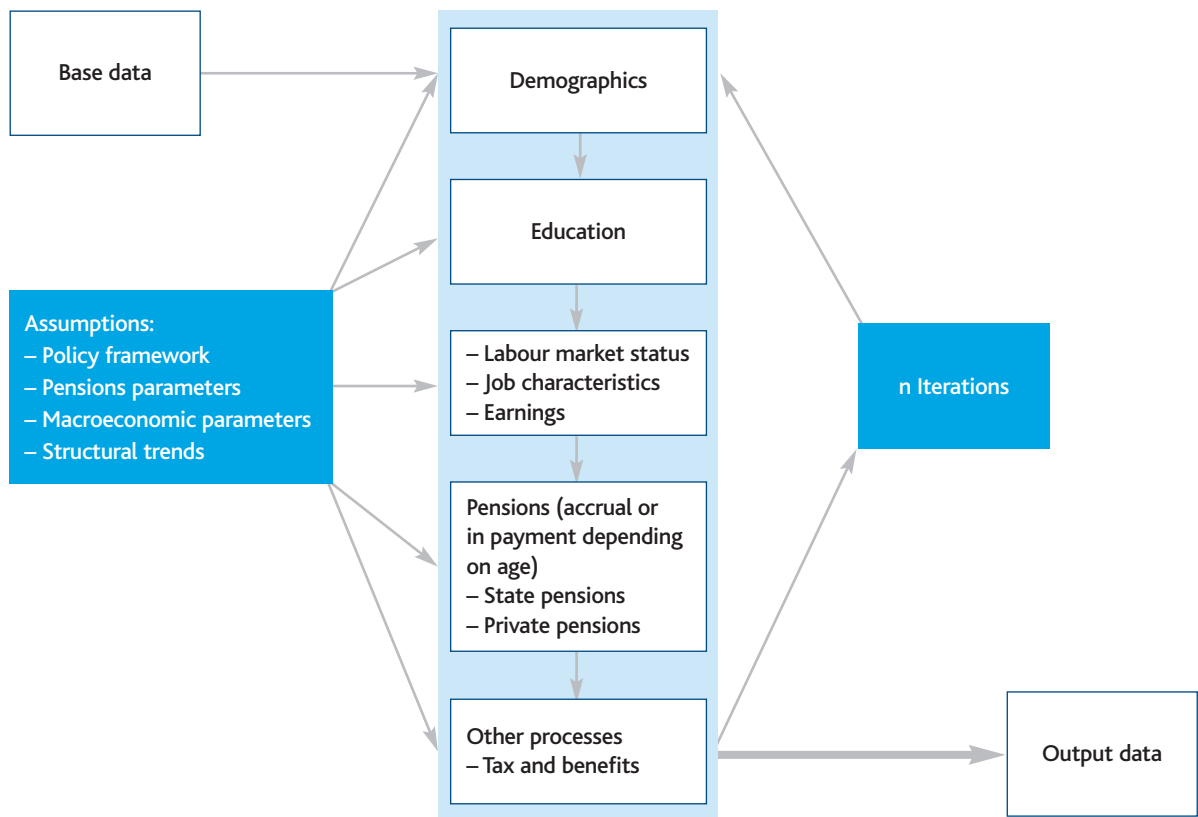 Base data
Demographics
Education
Assumptions:
– Policy framework
– Pensions parameters
– Macroeconomic parameters
– Structural trends
– Labour market status
– Job characteristics
– Earnings
n Iterations
Pensions (accrual or
in payment depending
on age)
– State pensions
– Private pensions
Other processes
– Tax and benefits
Output data